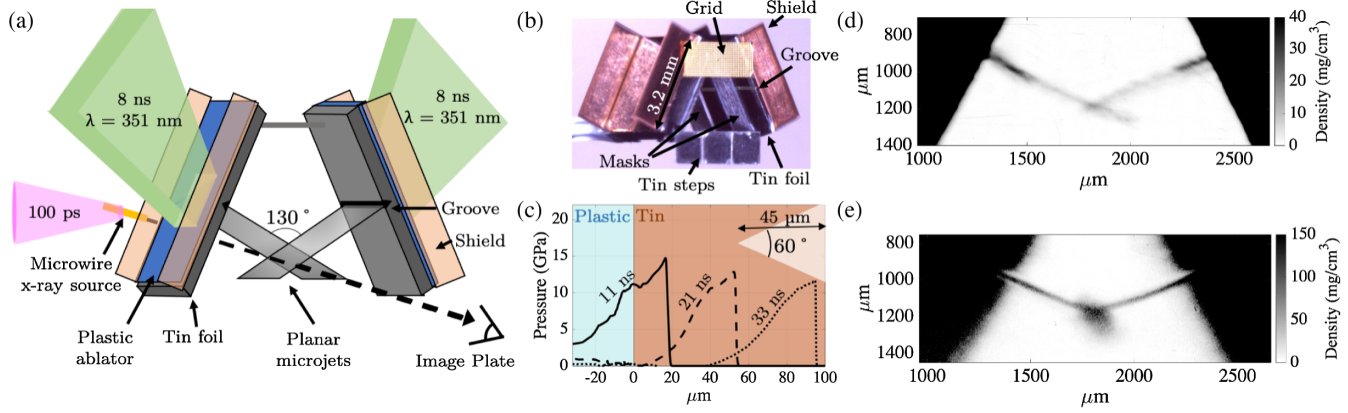 (a)
8 ns
λ = 351 nm
8 ns
λ = 351 nm
100 ps
130°
Groove
Shield
Microwire
x-ray source
Plastic
ablator
Tin foil
Planar
microjets
Image Plate
(b)
Grid
Shield
Groove
3.2 mm
Masks
Tin steps
Tin foil
(c)
Plastic
Tin
45 μm
60°
11 ns
21 ns
33 ns
Pressure (GPa)
20
15
10
5
0
-20 0 20 40 60 80 100
μm
(d)
μm
800
1000
1200
1400
1000 1500 2000 2500
μm
40
30
20
10
0
Density (mg/cm³)
(e)
μm
800
1000
1200
1400
1000 1500 2000 2500
μm
150
100
50
0
Density (mg/cm³)